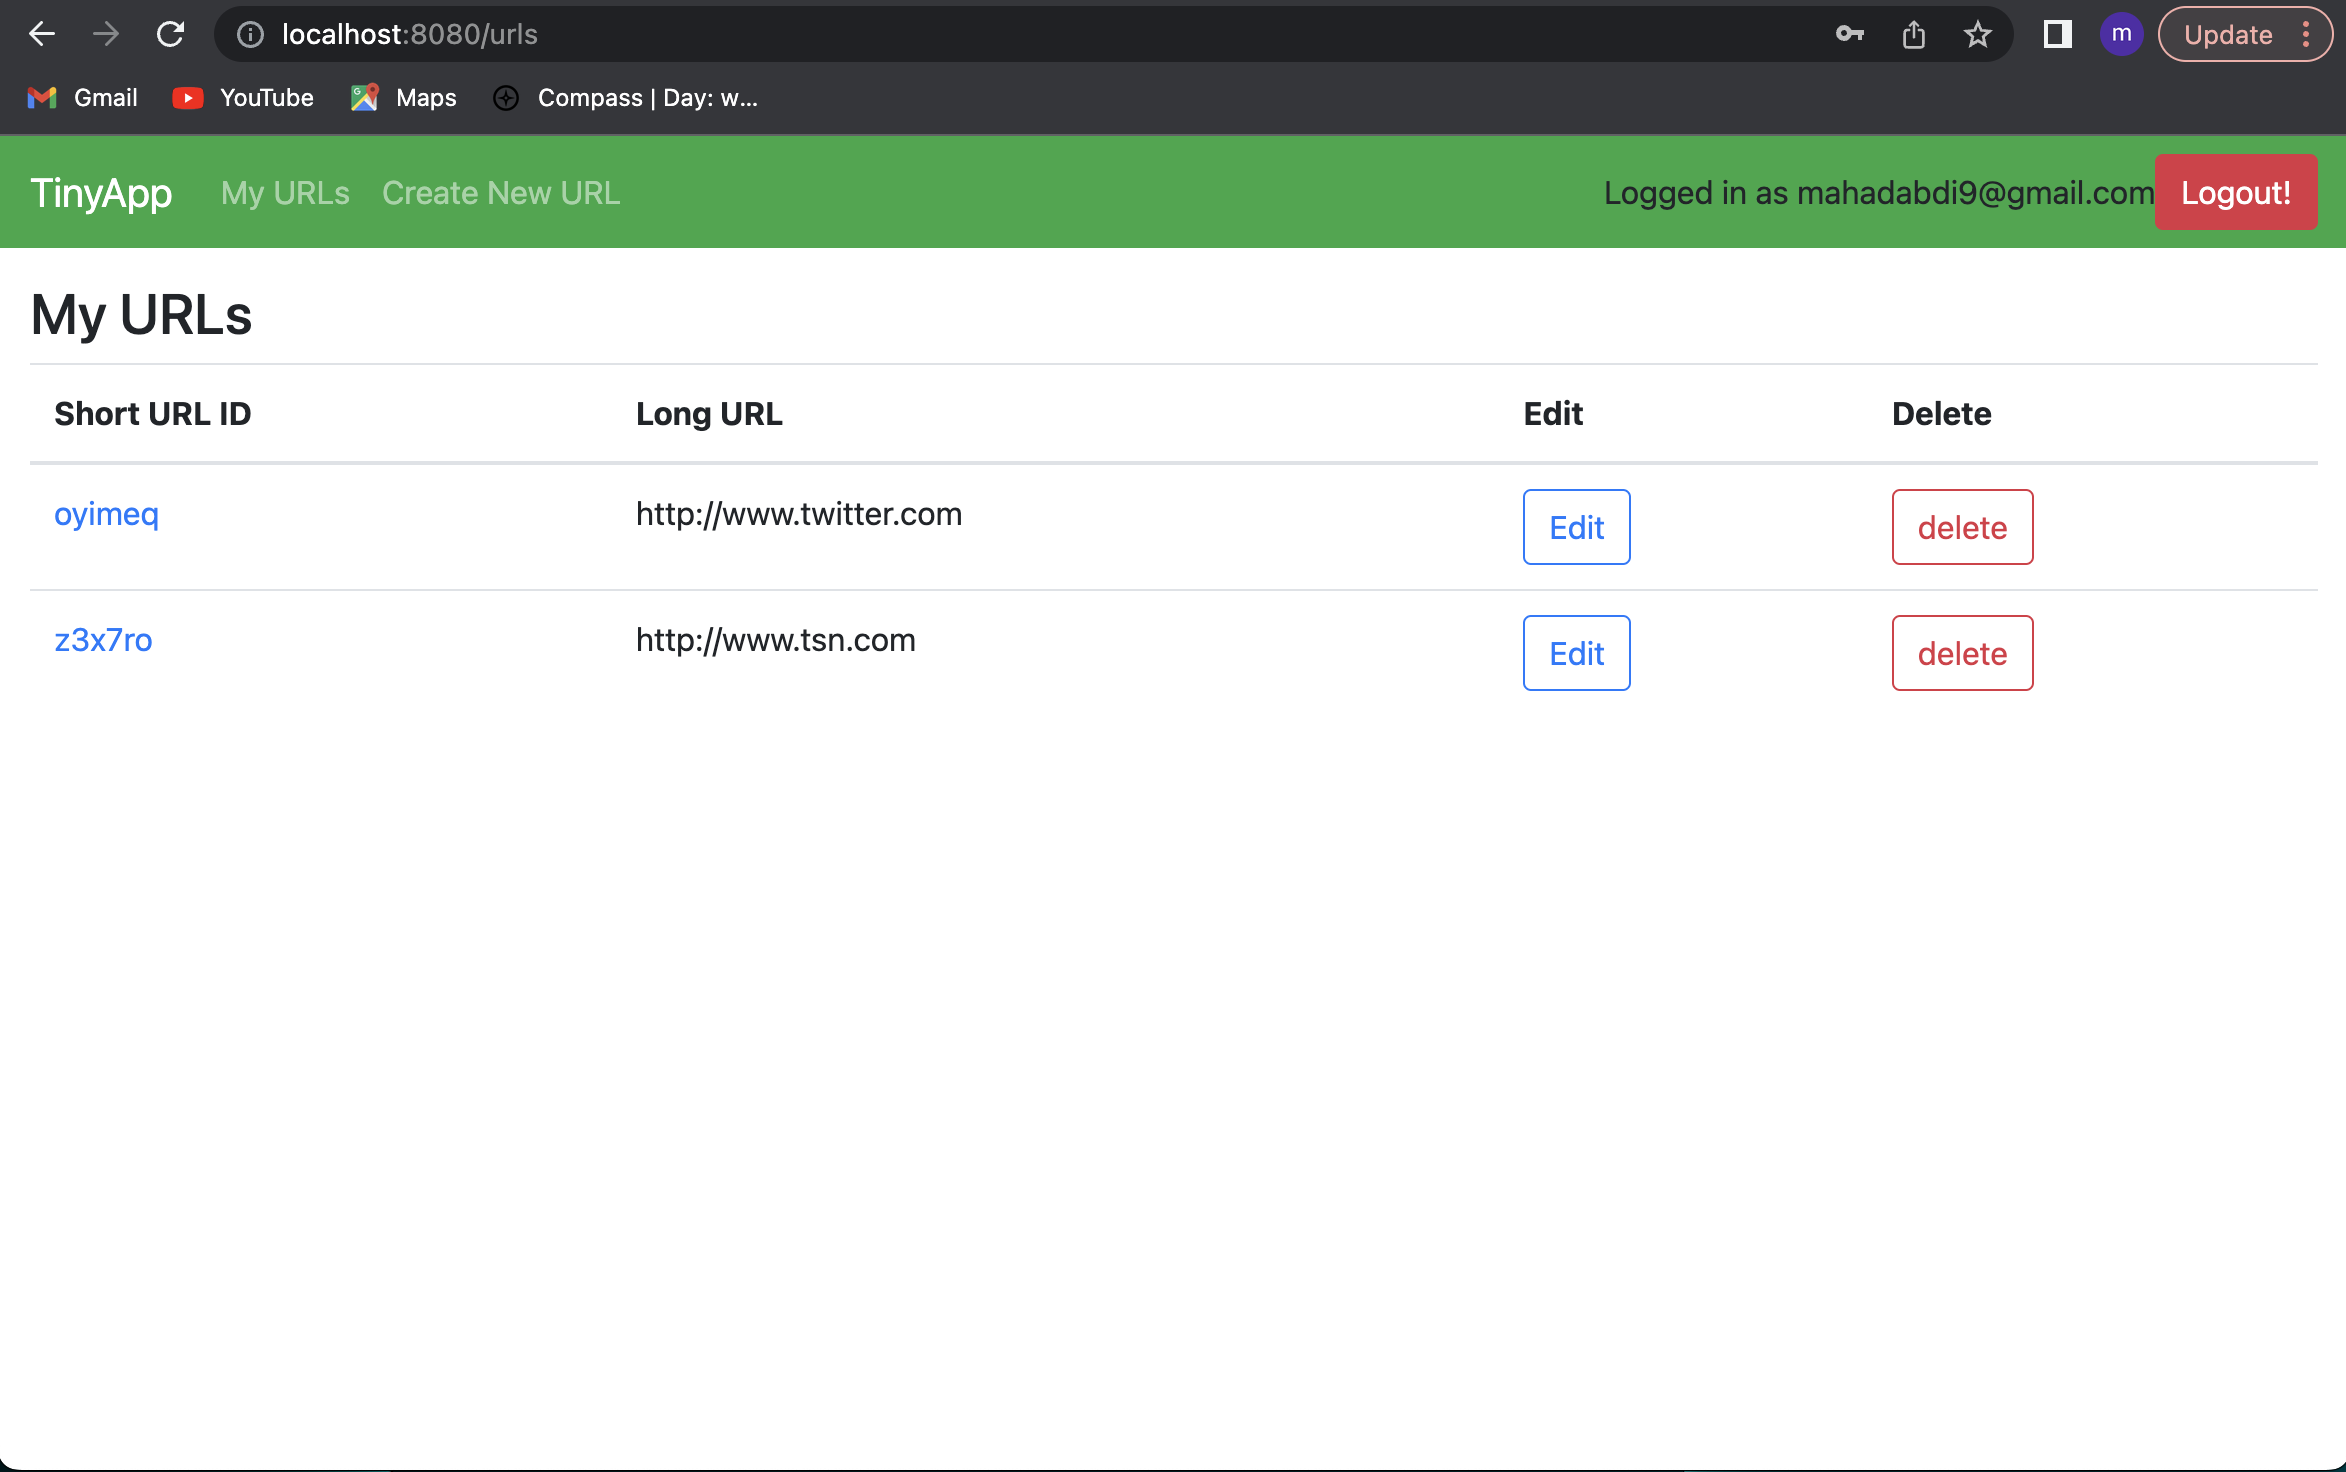 localhost:8080/urls
m
Update
Gmail YouTube Maps Compass | Day: w...
TinyApp My URLs Create New URL Logged in as mahadabdi9@gmail.com Logout!
My URLs
Short URL ID Long URL Edit Delete
oyimeq http://www.twitter.com Edit delete
z3x7ro http://www.tsn.com Edit delete